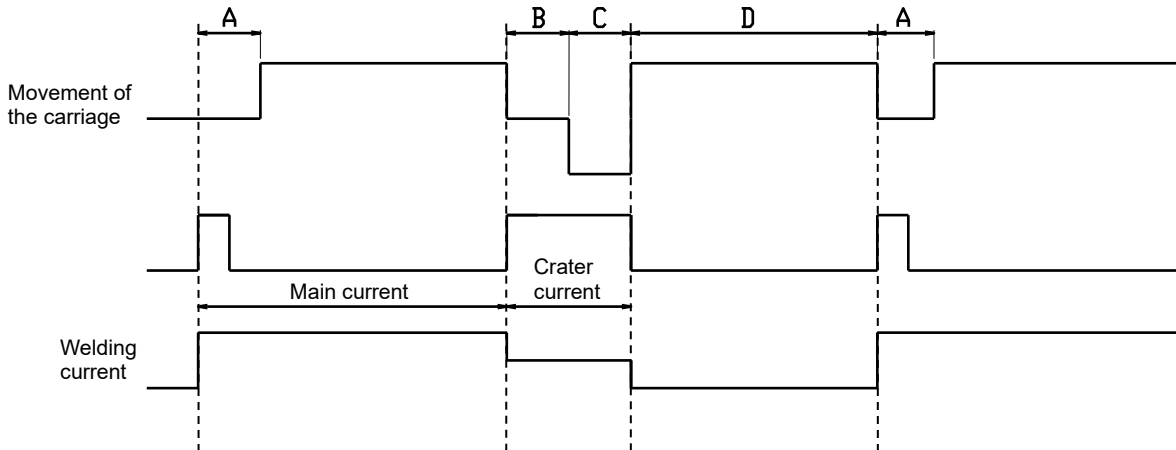 A B C D A
Movement of
the carriage
Crater
Main current current
Welding
current